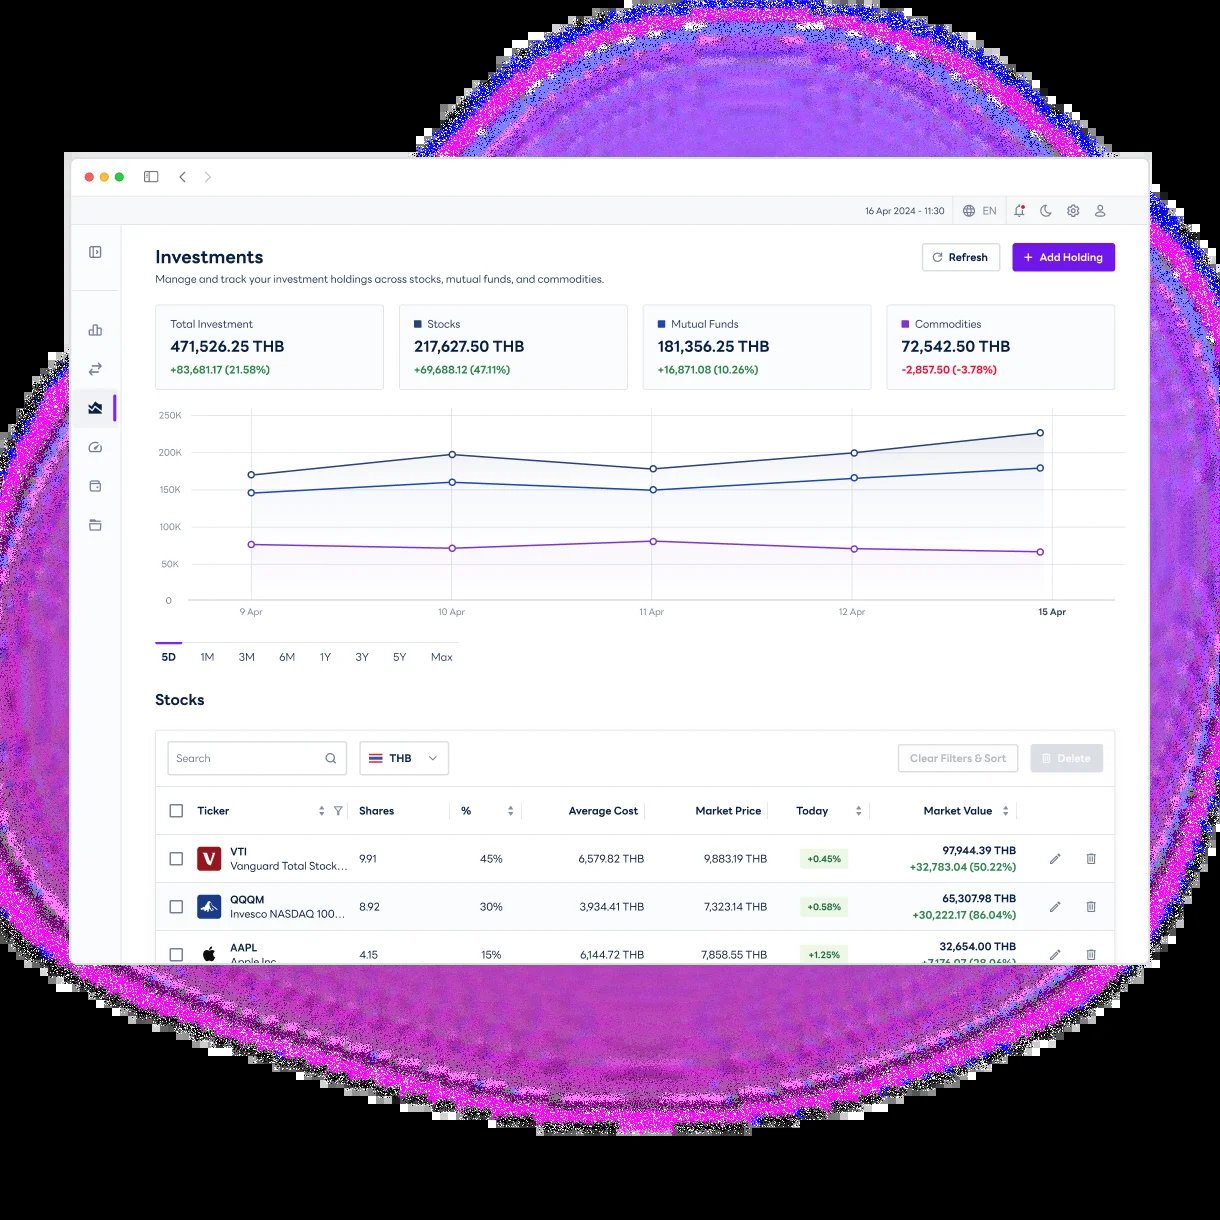 16 Apr 2024 - 11:30 EN
Investments
Manage and track your investment holdings across stocks, mutual funds, and commodities.
Refresh
+ Add Holding
Total Investment
471,526.25 THB
+83,681.17 (21.58%)
Stocks
217,627.50 THB
+69,688.12 (47.11%)
Mutual Funds
181,356.25 THB
+16,871.08 (10.26%)
Commodities
72,542.50 THB
-2,857.50 (-3.78%)
250K
200K
150K
100K
50K
0
9 Apr 10 Apr 11 Apr 12 Apr 15 Apr
5D 1M 3M 6M 1Y 3Y 5Y Max
Stocks
Search THB Clear Filters & Sort Delete
Ticker Shares % Average Cost Market Price Today Market Value
V
VTI
Vanguard Total Stock...
9.91 45% 6,579.82 THB 9,883.19 THB +0.45%
97,944.39 THB
+32,783.04 (50.22%)
QQQM
Invesco NASDAQ 100...
8.92 30% 3,934.41 THB 7,323.14 THB +0.58%
65,307.98 THB
+30,222.17 (86.04%)
AAPL
Apple Inc
4.15 15% 6,144.72 THB 7,858.55 THB +1.25%
32,654.00 THB